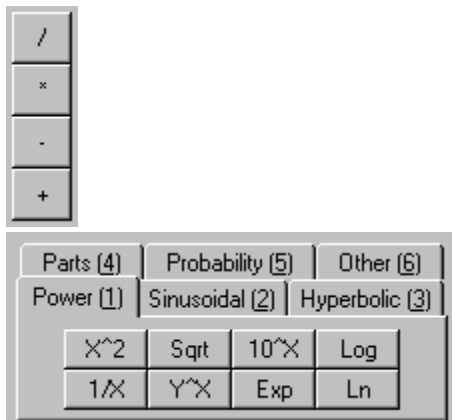 /
*
-
+
Parts (4) Probability (5) Other (6)
Power (1) Sinusoidal (2) Hyperbolic (3)
X^2 Sqrt 10^X Log
1/X Y^X Exp Ln